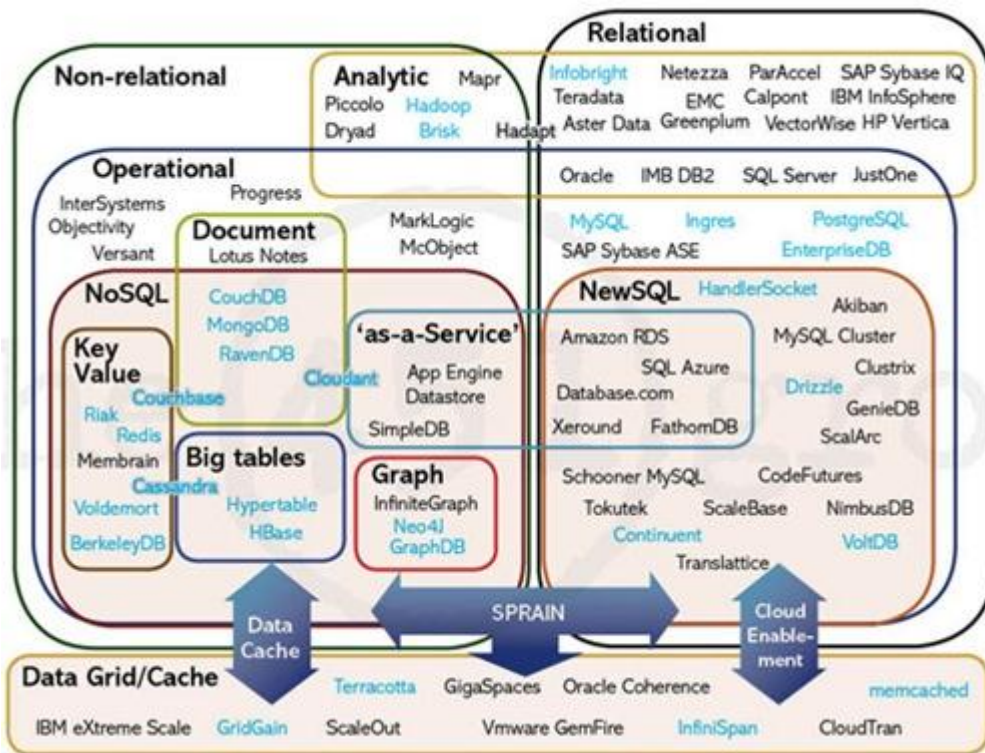 Relational
Non-relational
Analytic
Mapr
Infobright
Netezza
ParAccel
SAP Sybase IQ
Piccolo
Hadoop
Teradata
EMC
Calpont
IBM InfoSphere
Dryad
Brisk
Hadapt
Aster Data
Greenplum
VectorWise
HP Vertica
Operational
Oracle
IMB DB2
SQL Server
JustOne
InterSystems
Progress
Objectivity
Document
MarkLogic
MySQL
Ingres
PostgreSQL
Versant
Lotus Notes
McObject
SAP Sybase ASE
EnterpriseDB
NoSQL
CouchDB
NewSQL
HandlerSocket
MongoDB
'as-a-Service'
Amazon RDS
Akiban
MySQL Cluster
Key
Value
RavenDB
Cloudant
App Engine
Datastore
SQL Azure
Clustrix
Couchbase
Database.com
Drizzle
GenieDB
Riak
Redis
SimpleDB
Xeround
FathomDB
ScalArc
Membrain
Big tables
Graph
Schooner MySQL
CodeFutures
Cassandra
InfiniteGraph
Voldemort
Hypertable
Neo4J
Tokutek
ScaleBase
NimbusDB
BerkeleyDB
HBase
GraphDB
Continuent
VoltDB
Translattice
Data
Cache
SPRAIN
Cloud
Enable-
ment
Data Grid/Cache
Terracotta
GigaSpaces
Oracle Coherence
memcached
IBM eXtreme Scale
GridGain
ScaleOut
Vmware GemFire
InfiniSpan
CloudTran